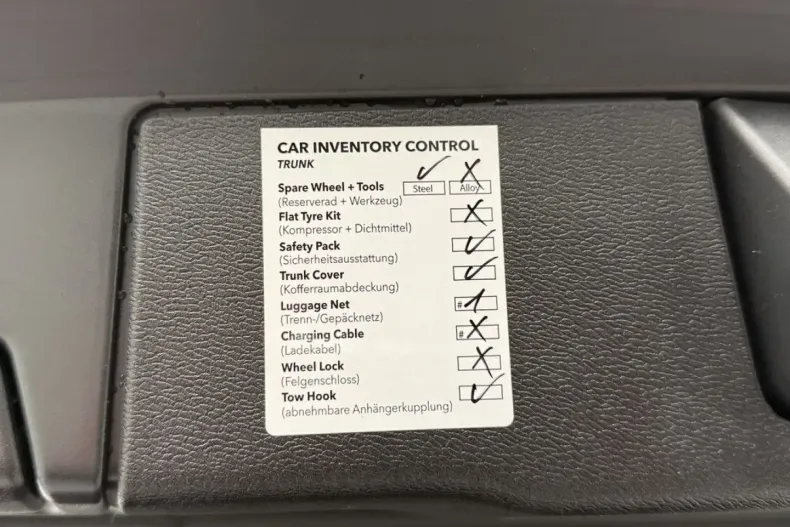 CAR INVENTORY CONTROL
TRUNK
✓ X
Spare Wheel + Tools Steel Alloy
(Reserverad + Werkzeug)
Flat Tyre Kit X
(Kompressor + Dichtmittel)
Safety Pack ✓
(Sicherheitsausstattung)
Trunk Cover ✓
(Kofferraumabdeckung)
Luggage Net # 1
(Trenn-/Gepäcknetz)
Charging Cable # X
(Ladekabel)
Wheel Lock X
(Felgenschloss)
Tow Hook ✓
(abnehmbare Anhängerkupplung)